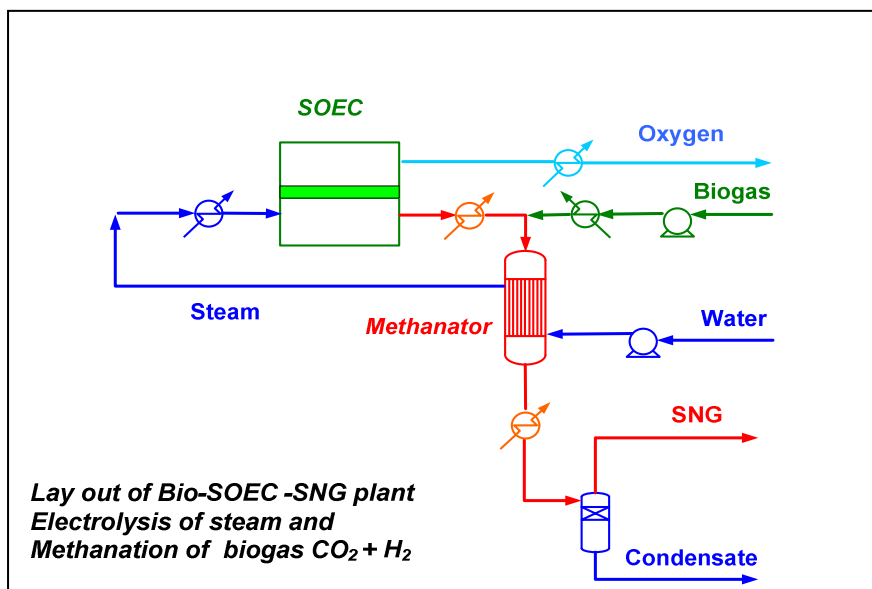 SOEC
Oxygen
Biogas
Steam
Methanator
Water
SNG
Lay out of Bio-SOEC -SNG plant
Electrolysis of steam and
Methanation of biogas CO₂ + H₂
Condensate